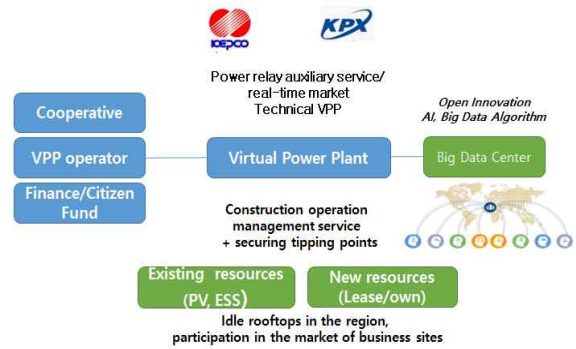 KEPCO
KPX
Power relay auxiliary service/
real-time market
Technical VPP
Open Innovation
AI, Big Data Algorithm
Cooperative
VPP operator
Virtual Power Plant
Big Data Center
Finance/Citizen
Fund
Construction operation
management service
+ securing tipping points
Existing resources
(PV, ESS)
New resources
(Lease/own)
Idle rooftops in the region,
participation in the market of business sites